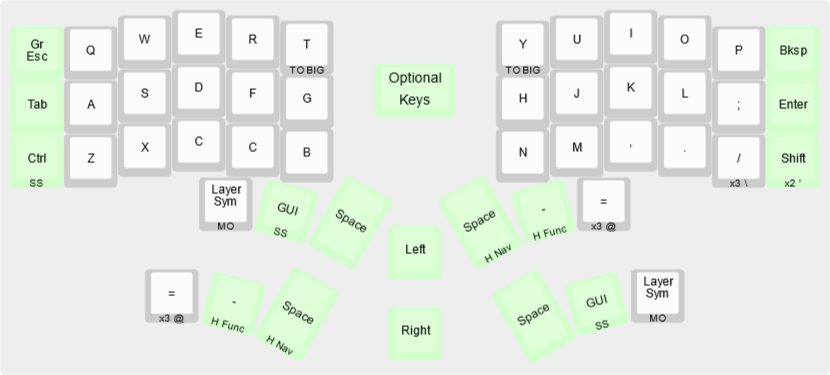 Gr
Esc
Q
W
E
R
T
TO BIG
Y
TO BIG
U
I
O
P
Bksp
Optional
Keys
Tab
A
S
D
F
G
H
J
K
L
;
Enter
Ctrl
SS
Z
X
C
C
B
N
M
,
.
/
x3 \
Shift
x2 '
Layer
Sym
MO
GUI
SS
Space
Left
Space
H Nav
-
H Func
=
x3 @
=
x3 @
-
H Func
Space
H Nav
Right
Space
GUI
SS
Layer
Sym
MO